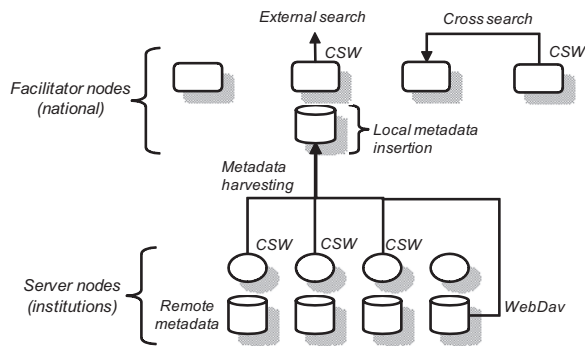 External search
Cross search
CSW
CSW
Facilitator nodes
(national)
Local metadata
insertion
Metadata
harvesting
CSW
CSW
CSW
Server nodes
(institutions)
Remote
metadata
WebDav